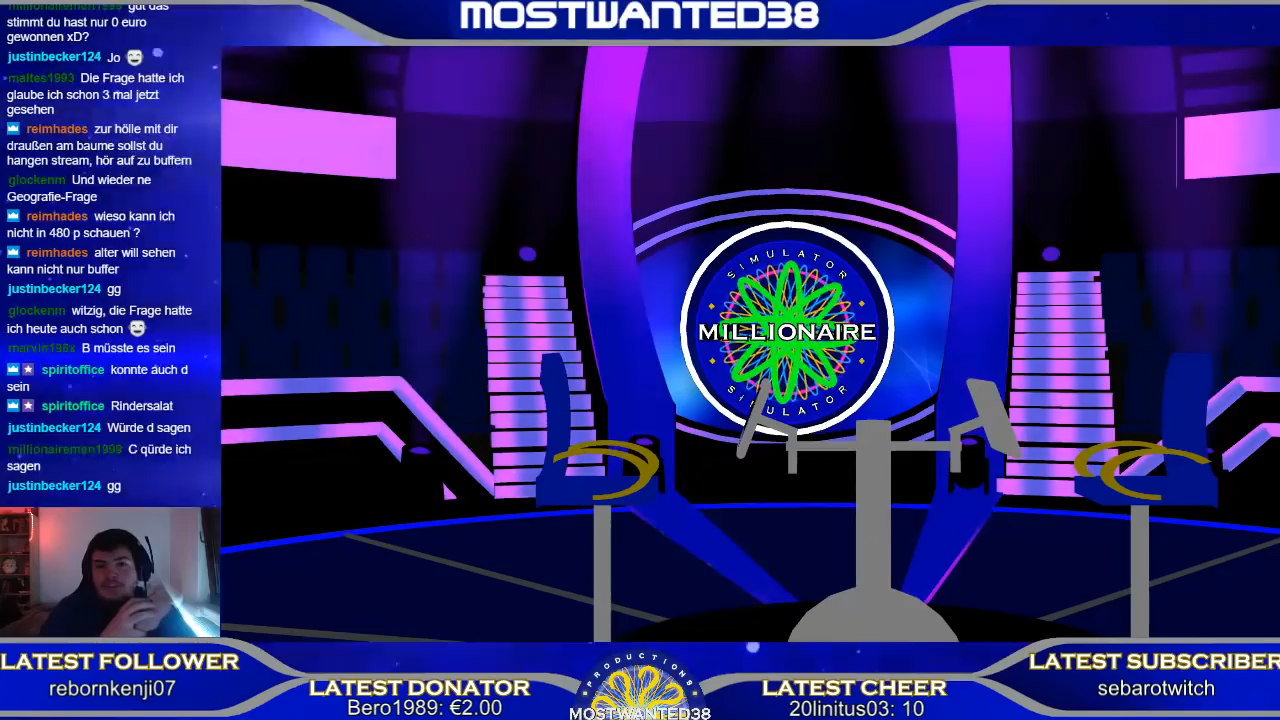 MOSTWANTED38
gut das
stimmt du hast nur 0 euro
gewonnen xD?
justinbecker124 Jo
maltes1993 Die Frage hatte ich
glaube ich schon 3 mal jetzt
gesehen
reimhades zur hölle mit dir
draußen am baume sollst du
hangen stream, hör auf zu buffern
glockenm Und wieder ne
Geografie-Frage
reimhades wieso kann ich
nicht in 480 p schauen ?
reimhades alter will sehen
kann nicht nur buffer
justinbecker124 gg
glockenm witzig, die Frage hatte
ich heute auch schon
marvin198x B müsste es sein
spiritoffice konnte auch d
sein
spiritoffice Rindersalat
justinbecker124 Würde d sagen
millionairemen1999 C qürde ich
sagen
justinbecker124 gg
SIMULATOR
MILLIONAIRE
SIMULATOR
LATEST FOLLOWER
rebornkenji07
LATEST DONATOR
Bero1989: €2.00
PRODUCTIONS
MOSTWANTED38
LATEST CHEER
20linitus03: 10
LATEST SUBSCRIBER
sebarotwitch